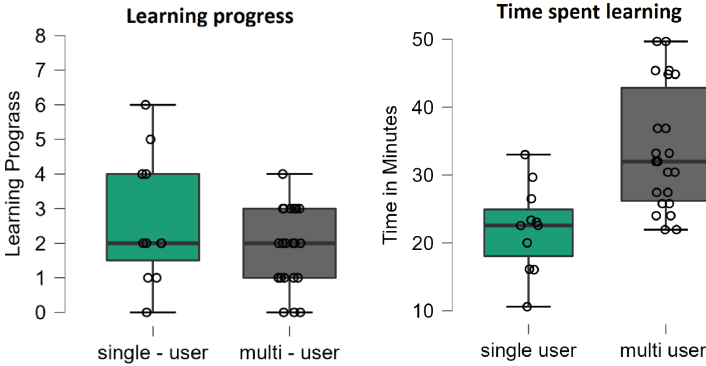 Learning progress
8
7
6
5
4
3
2
1
0
Learning Prograss
single - user
multi - user
Time spent learning
50
40
30
20
10
Time in Minutes
single user
multi user